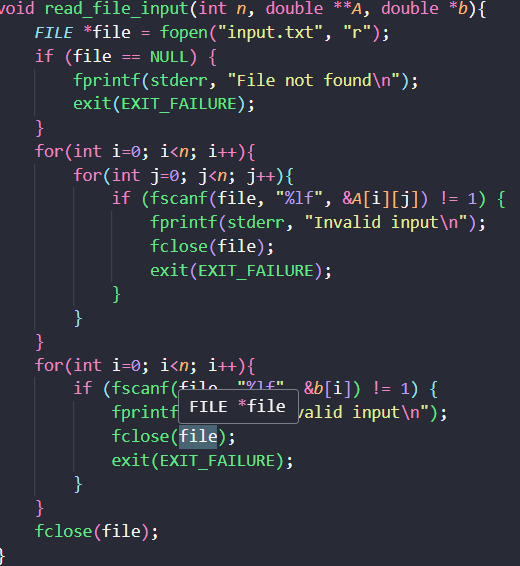 void read_file_input(int n, double **A, double *b){
FILE *file = fopen("input.txt", "r");
if (file == NULL) {
fprintf(stderr, "File not found\n");
exit(EXIT_FAILURE);
}
for(int i=0; i<n; i++){
for(int j=0; j<n; j++){
if (fscanf(file, "%lf", &A[i][j]) != 1) {
fprintf(stderr, "Invalid input\n");
fclose(file);
exit(EXIT_FAILURE);
}
}
}
for(int i=0; i<n; i++){
if (fscanf(file, "%lf", &b[i]) != 1) {
FILE *file
fprintf valid input\n");
fclose(file);
exit(EXIT_FAILURE);
}
}
fclose(file);
}